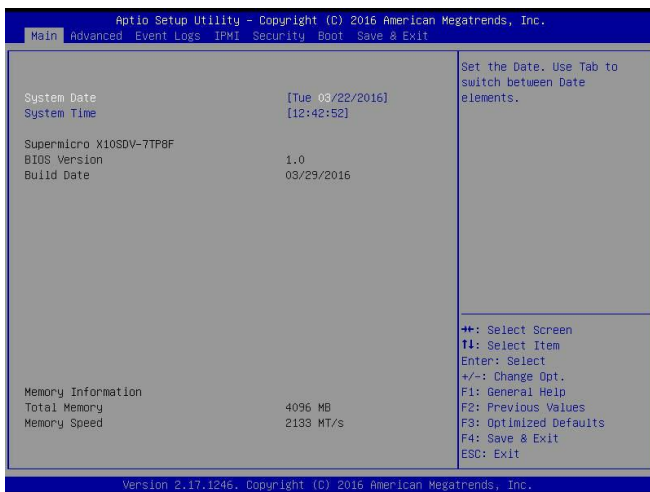 Aptio Setup Utility – Copyright (C) 2016 American Megatrends, Inc.
Main Advanced Event Logs IPMI Security Boot Save & Exit
System Date [Tue 03/22/2016]
System Time [12:42:52]
Supermicro X10SDV-7TP8F
BIOS Version 1.0
Build Date 03/29/2016
Memory Information
Total Memory 4096 MB
Memory Speed 2133 MT/s
Set the Date. Use Tab to
switch between Date
elements.
→←: Select Screen
↑↓: Select Item
Enter: Select
+/-: Change Opt.
F1: General Help
F2: Previous Values
F3: Optimized Defaults
F4: Save & Exit
ESC: Exit
Version 2.17.1246. Copyright (C) 2016 American Megatrends, Inc.